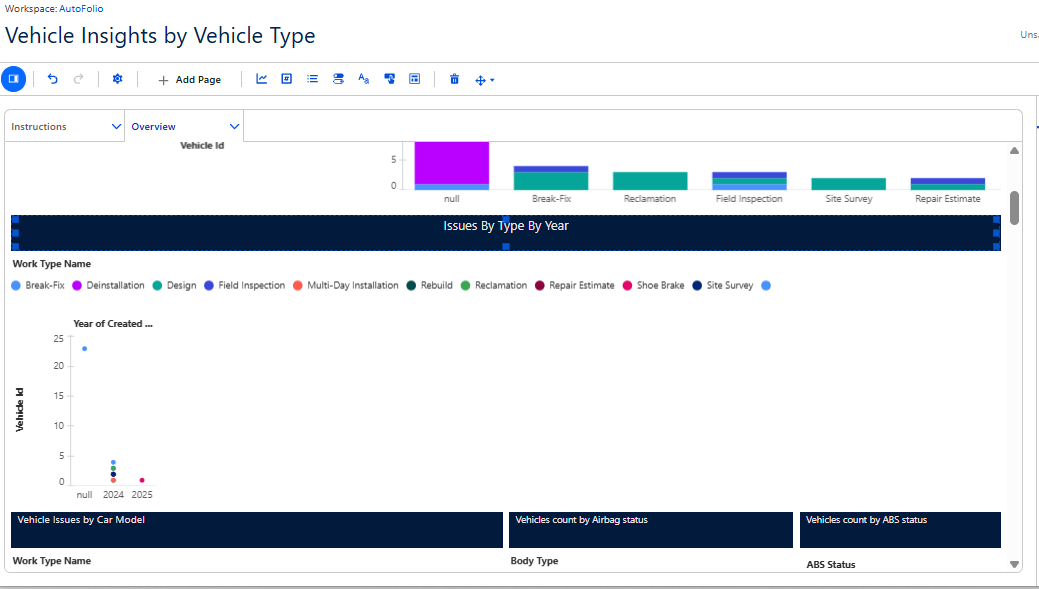 Workspace: AutoFolio
Vehicle Insights by Vehicle Type
Uns
Add Page
Instructions
Overview
Vehicle Id
5
0
null
Break-Fix
Reclamation
Field Inspection
Site Survey
Repair Estimate
Issues By Type By Year
Work Type Name
Break-Fix
Deinstallation
Design
Field Inspection
Multi-Day Installation
Rebuild
Reclamation
Repair Estimate
Shoe Brake
Site Survey
Year of Created ...
25
20
15
10
5
0
Vehicle Id
null
2024
2025
Vehicle Issues by Car Model
Vehicles count by Airbag status
Vehicles count by ABS status
Work Type Name
Body Type
ABS Status